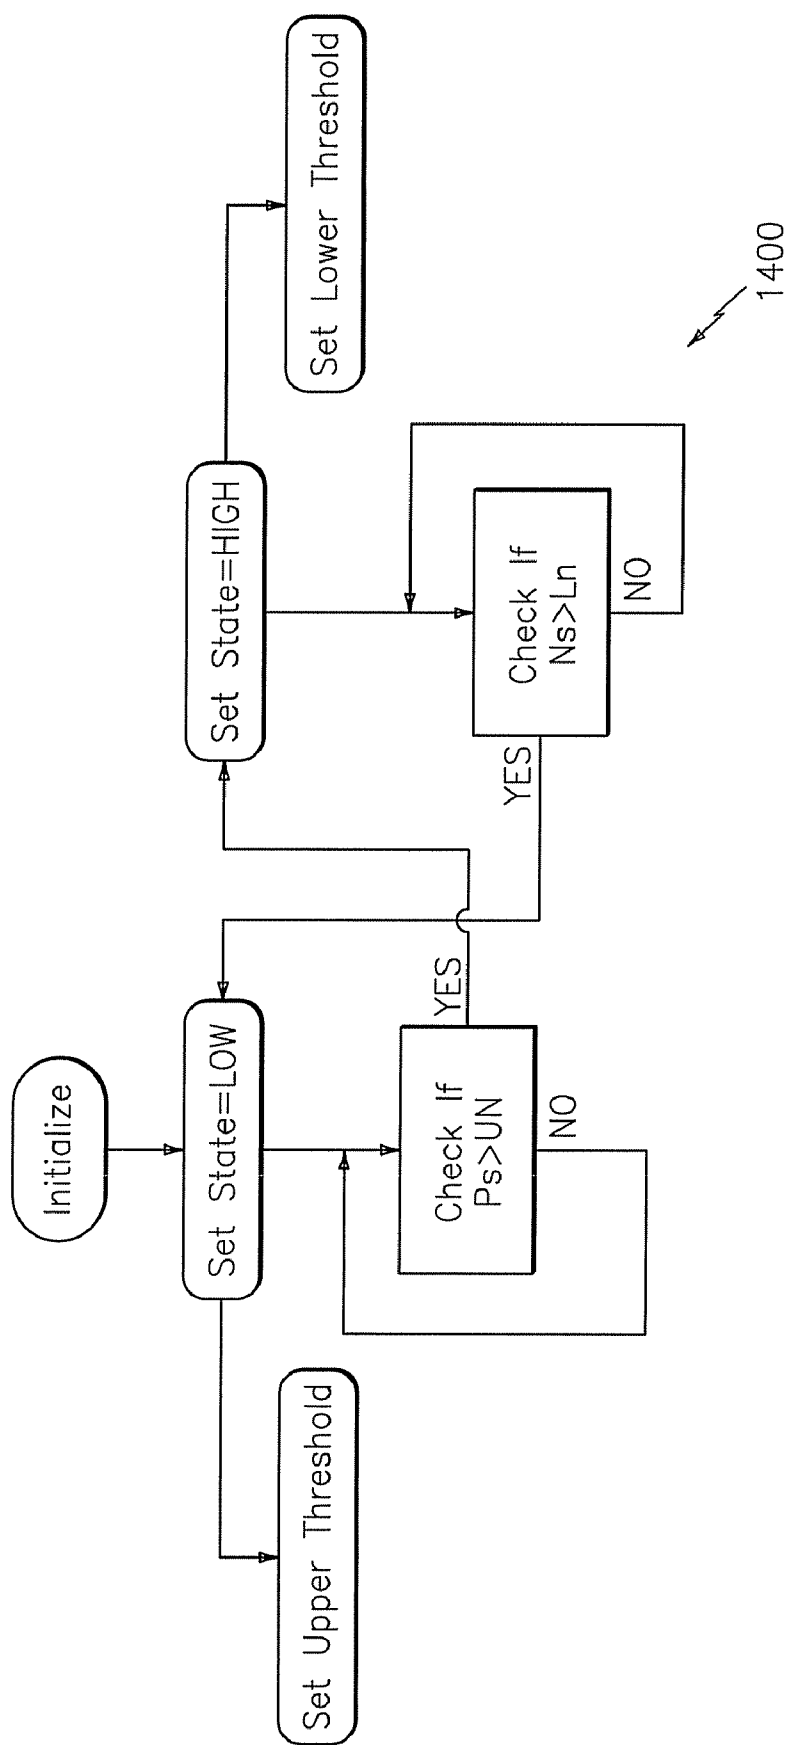 Initialize
Set State=LOW
Set State=HIGH
Set Upper Threshold
Set Lower Threshold
Check If
Ps>UN
YES
NO
Check If
Ns>Ln
YES
NO
1400